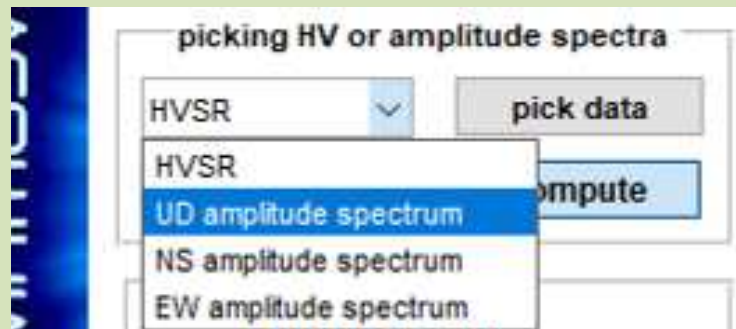 picking HV or amplitude spectra
HVSR
pick data
HVSR
UD amplitude spectrum
ompute
NS amplitude spectrum
EW amplitude spectrum